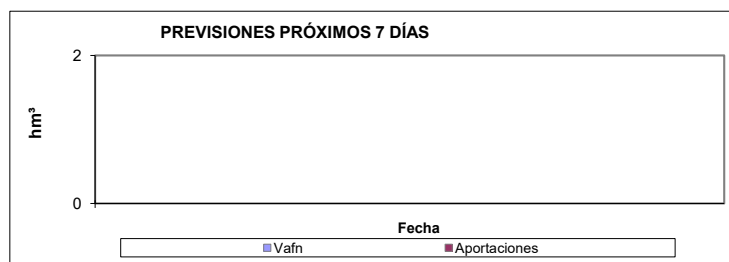 PREVISIONES PRÓXIMOS 7 DÍAS
2
hm³
0
Fecha
Vafn Aportaciones